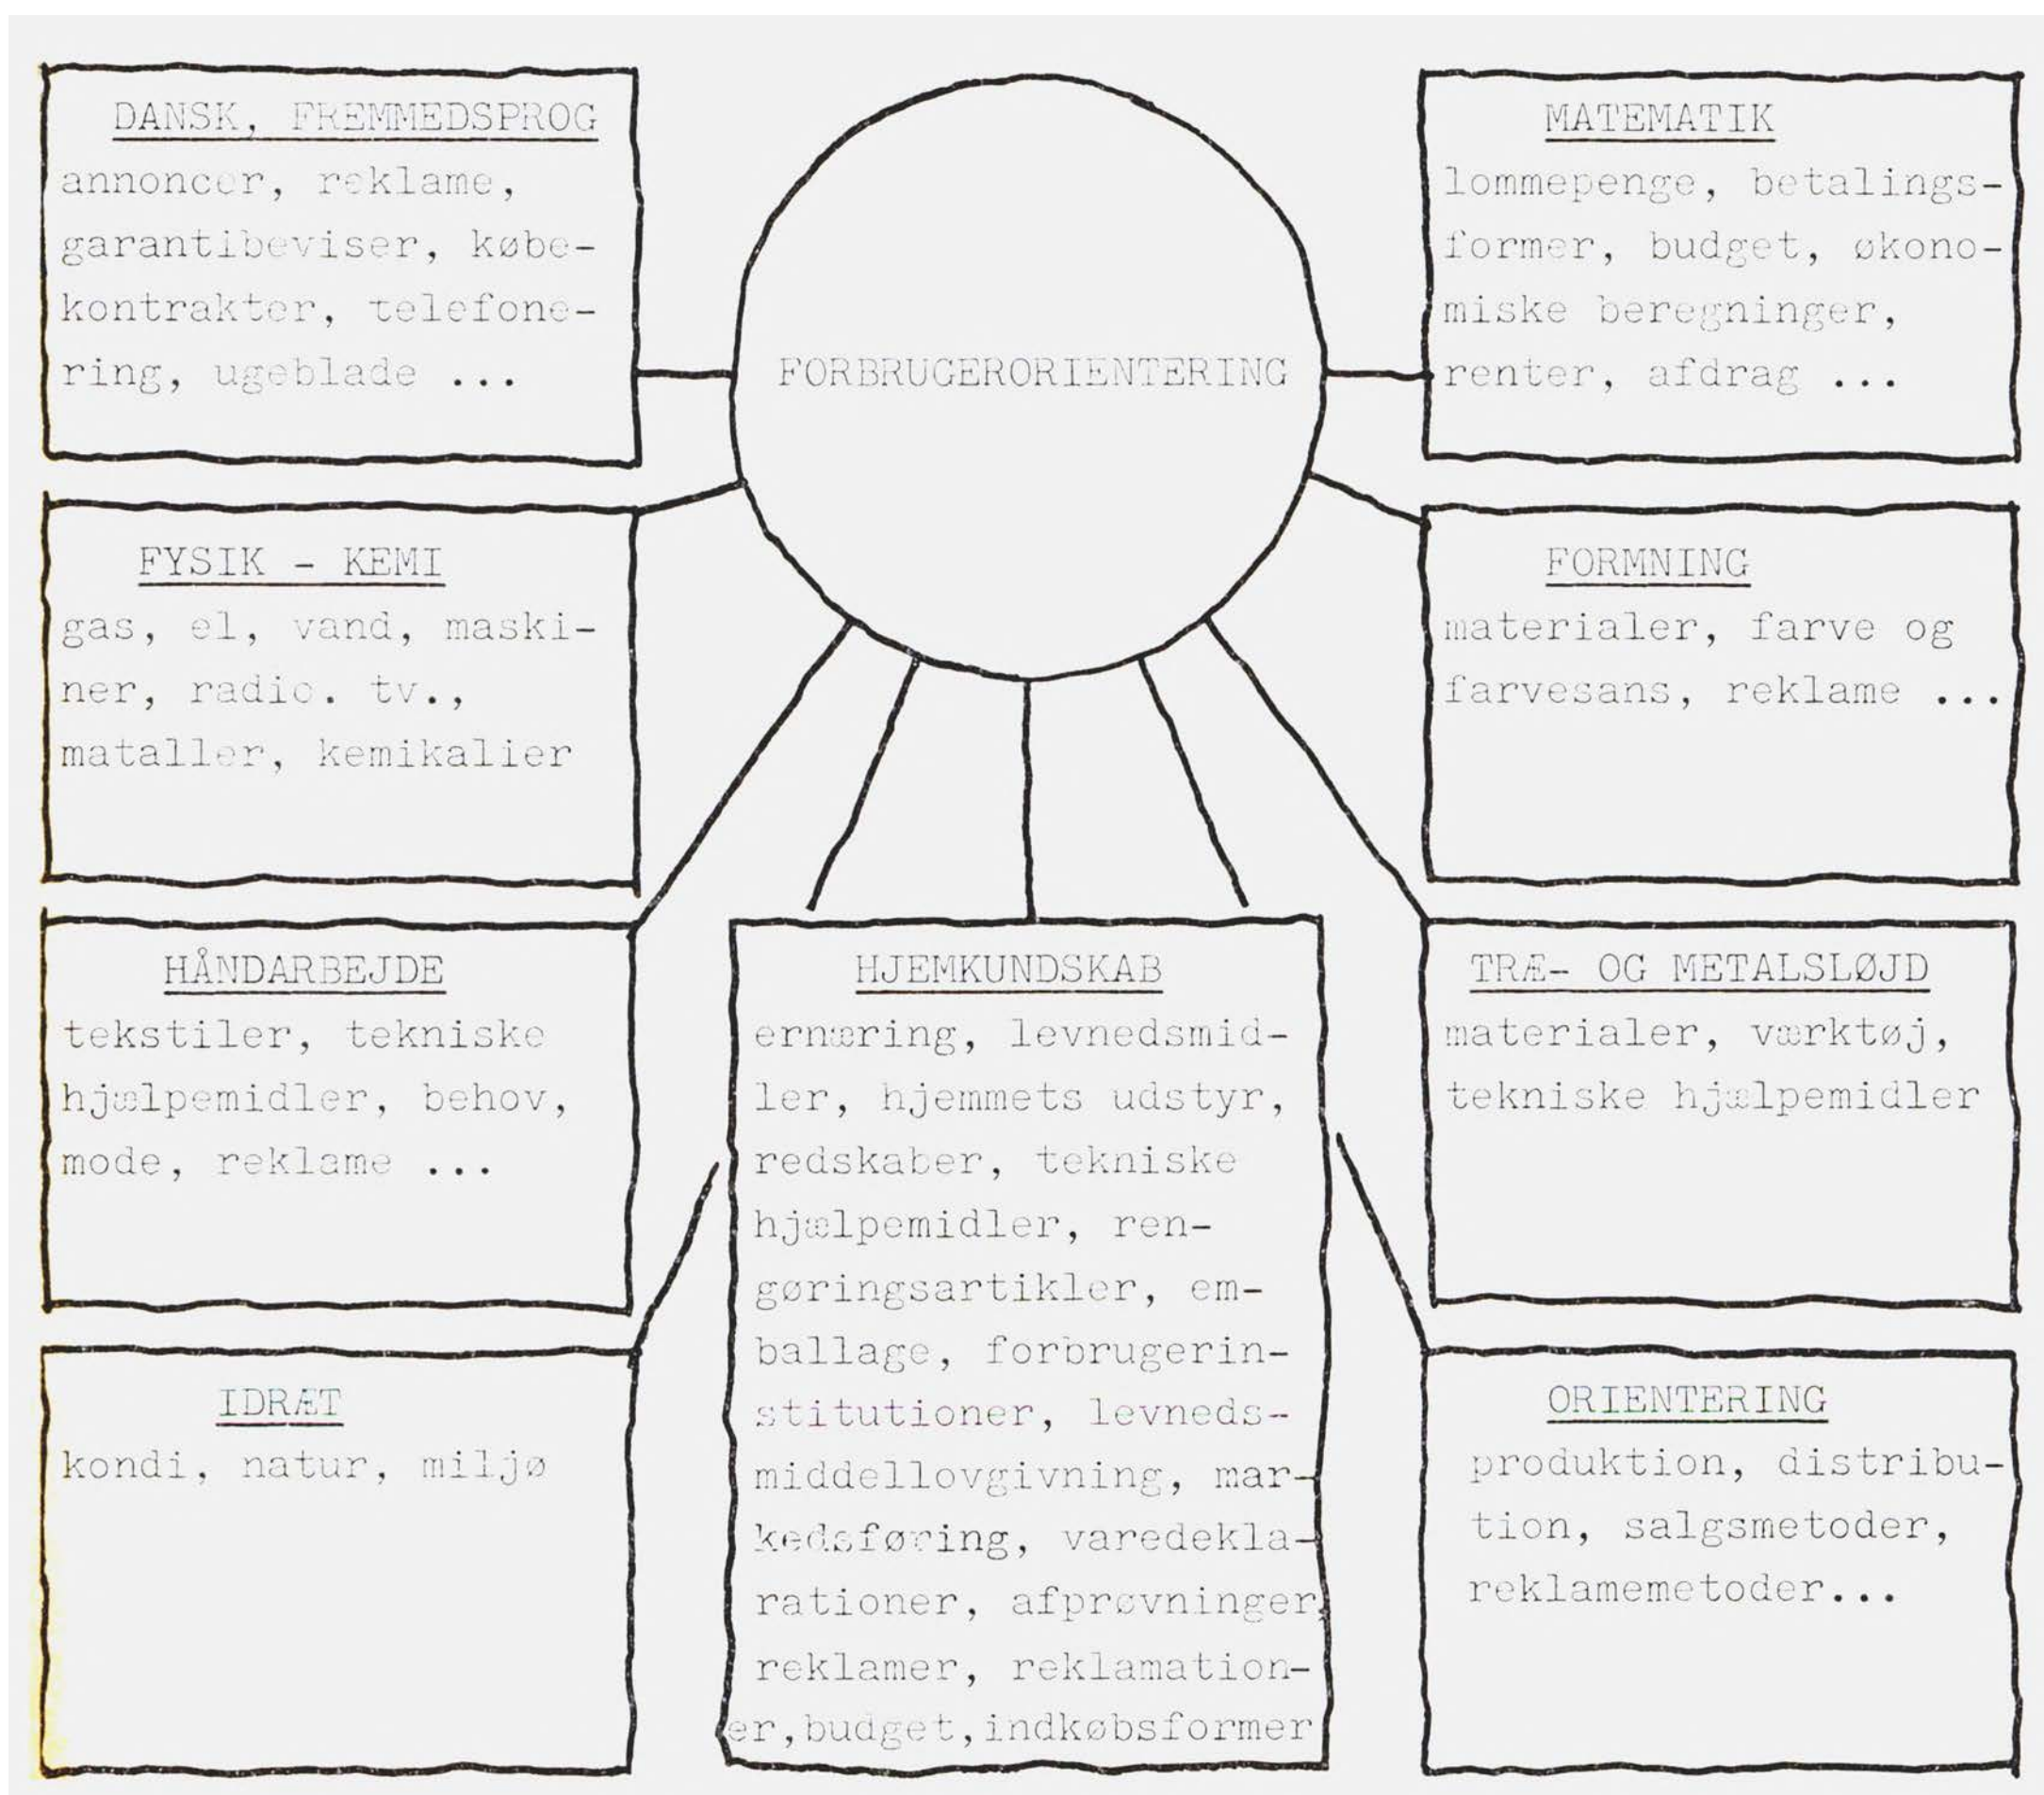 DANSK, FREMMEDSPROG
annoncer, reklame,
garantibeviser, købe-
kontrakter, telefone-
ring, ugeblade ...
FORBRUGERORIENTERING
MATEMATIK
lommepenge, betalings-
former, budget, økono-
miske beregninger,
renter, afdrag ...
FYSIK - KEMI
gas, el, vand, maski-
ner, radio. tv.,
mataller, kemikalier
FORMNING
materialer, farve og
farvesans, reklame ...
HÅNDARBEJDE
tekstiler, tekniske
hjælpemidler, behov,
mode, reklame ...
HJEMKUNDSKAB
ernæring, levnedsmid-
ler, hjemmets udstyr,
redskaber, tekniske
hjælpemidler, ren-
gøringsartikler, em-
ballage, forbrugerin-
stitutioner, levneds-
middellovgivning, mar-
kedsføring, varedekla-
rationer, afprøvninger,
reklamer, reklamation-
er,budget,indkøbsformer
TRÆ- OG METALSLØJD
materialer, værktøj,
tekniske hjælpemidler
IDRÆT
kondi, natur, miljø
ORIENTERING
produktion, distribu-
tion, salgsmetoder,
reklamemetoder...